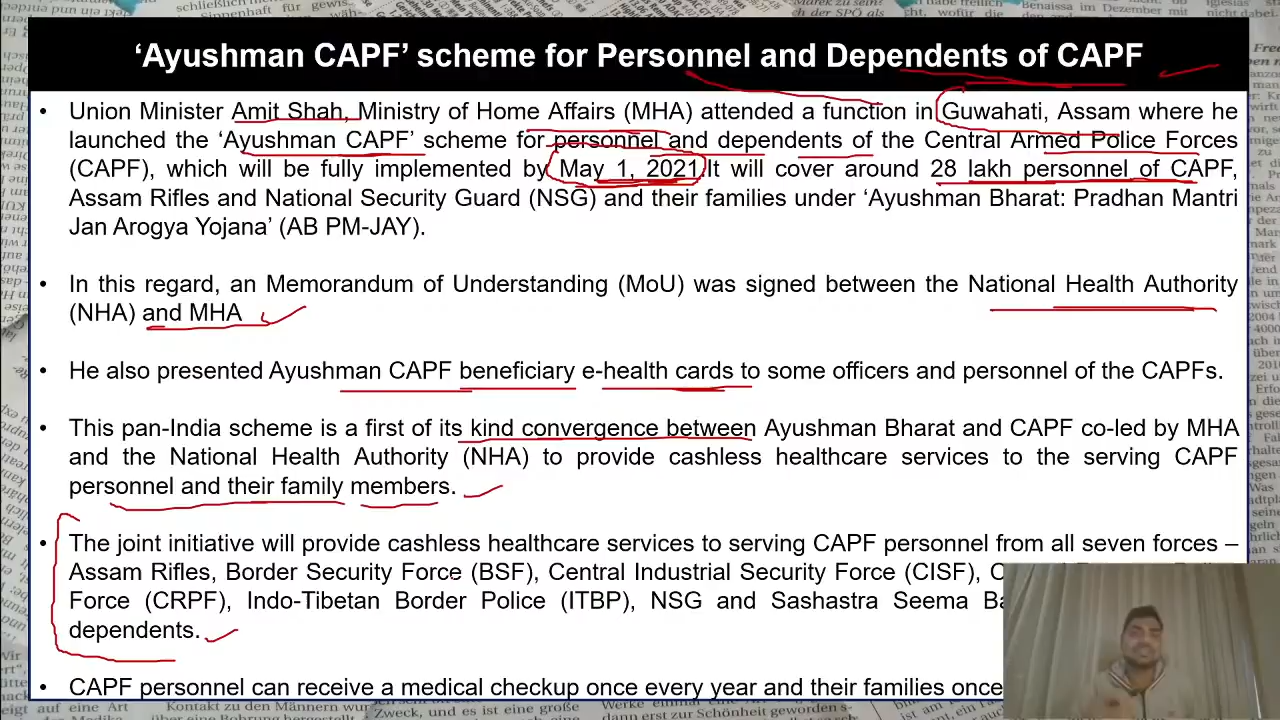 ‘Ayushman CAPF’ scheme for Personnel and Dependents of CAPF
• Union Minister Amit Shah, Ministry of Home Affairs (MHA) attended a function in Guwahati, Assam where he
launched the ‘Ayushman CAPF’ scheme for personnel and dependents of the Central Armed Police Forces
(CAPF), which will be fully implemented by May 1, 2021 It will cover around 28 lakh personnel of CAPF,
Assam Rifles and National Security Guard (NSG) and their families under ‘Ayushman Bharat: Pradhan Mantri
Jan Arogya Yojana’ (AB PM-JAY).
• In this regard, an Memorandum of Understanding (MoU) was signed between the National Health Authority
(NHA) and MHA
• He also presented Ayushman CAPF beneficiary e-health cards to some officers and personnel of the CAPFs.
• This pan-India scheme is a first of its kind convergence between Ayushman Bharat and CAPF co-led by MHA
and the National Health Authority (NHA) to provide cashless healthcare services to the serving CAPF
personnel and their family members.
• The joint initiative will provide cashless healthcare services to serving CAPF personnel from all seven forces –
Assam Rifles, Border Security Force (BSF), Central Industrial Security Force (CISF),
Force (CRPF), Indo-Tibetan Border Police (ITBP), NSG and Sashastra Seema
dependents.
• CAPF personnel can receive a medical checkup once every year and their families once